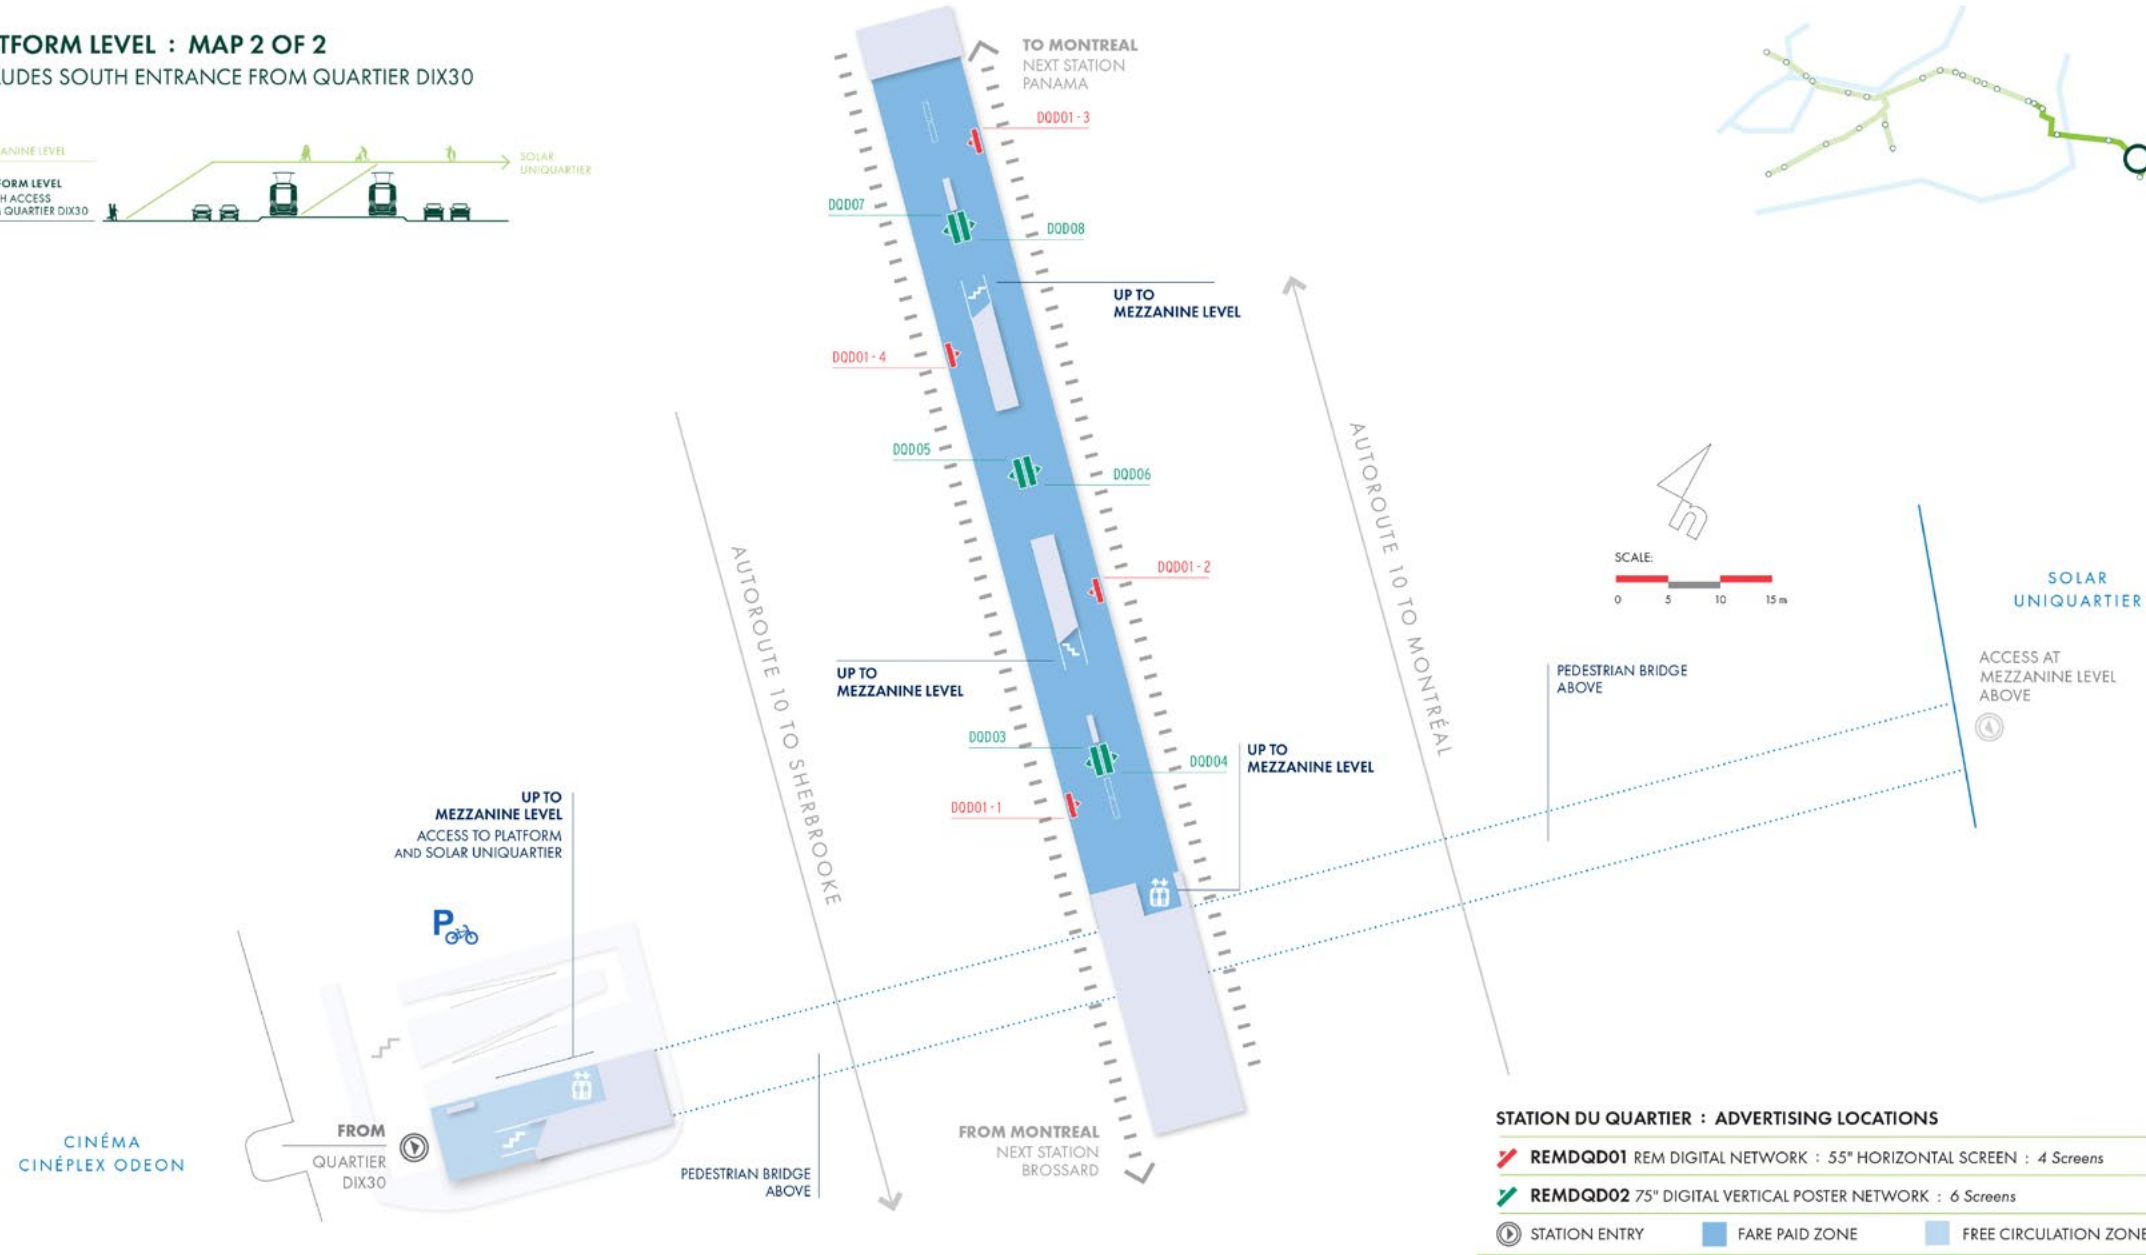 TFORM LEVEL : MAP 2 OF 2
UDES SOUTH ENTRANCE FROM QUARTIER DIX30
ANINE LEVEL
SOLAR
UNIQUARTIER
FORM LEVEL
H ACCESS
QUARTIER DIX30
TO MONTREAL
NEXT STATION
PANAMA
DQD01 - 3
DQD07
DQD08
UP TO
MEZZANINE LEVEL
DQD01 - 4
DQD05
DQD06
AUTOROUTE 10 TO MONTRÉAL
n
SCALE:
0 5 10 15 m
SOLAR
UNIQUARTIER
ACCESS AT
MEZZANINE LEVEL
ABOVE
DQD01 - 2
AUTOROUTE 10 TO SHERBROOKE
UP TO
MEZZANINE LEVEL
PEDESTRIAN BRIDGE
ABOVE
DQD03
DQD04
UP TO
MEZZANINE LEVEL
DQD01 - 1
UP TO
MEZZANINE LEVEL
ACCESS TO PLATFORM
AND SOLAR UNIQUARTIER
P
CINÉMA
CINÉPLEX ODEON
FROM
QUARTIER
DIX30
PEDESTRIAN BRIDGE
ABOVE
FROM MONTREAL
NEXT STATION
BROSSARD
STATION DU QUARTIER : ADVERTISING LOCATIONS
REMDQD01 REM DIGITAL NETWORK : 55" HORIZONTAL SCREEN : 4 Screens
REMDQD02 75" DIGITAL VERTICAL POSTER NETWORK : 6 Screens
STATION ENTRY FARE PAID ZONE FREE CIRCULATION ZONE